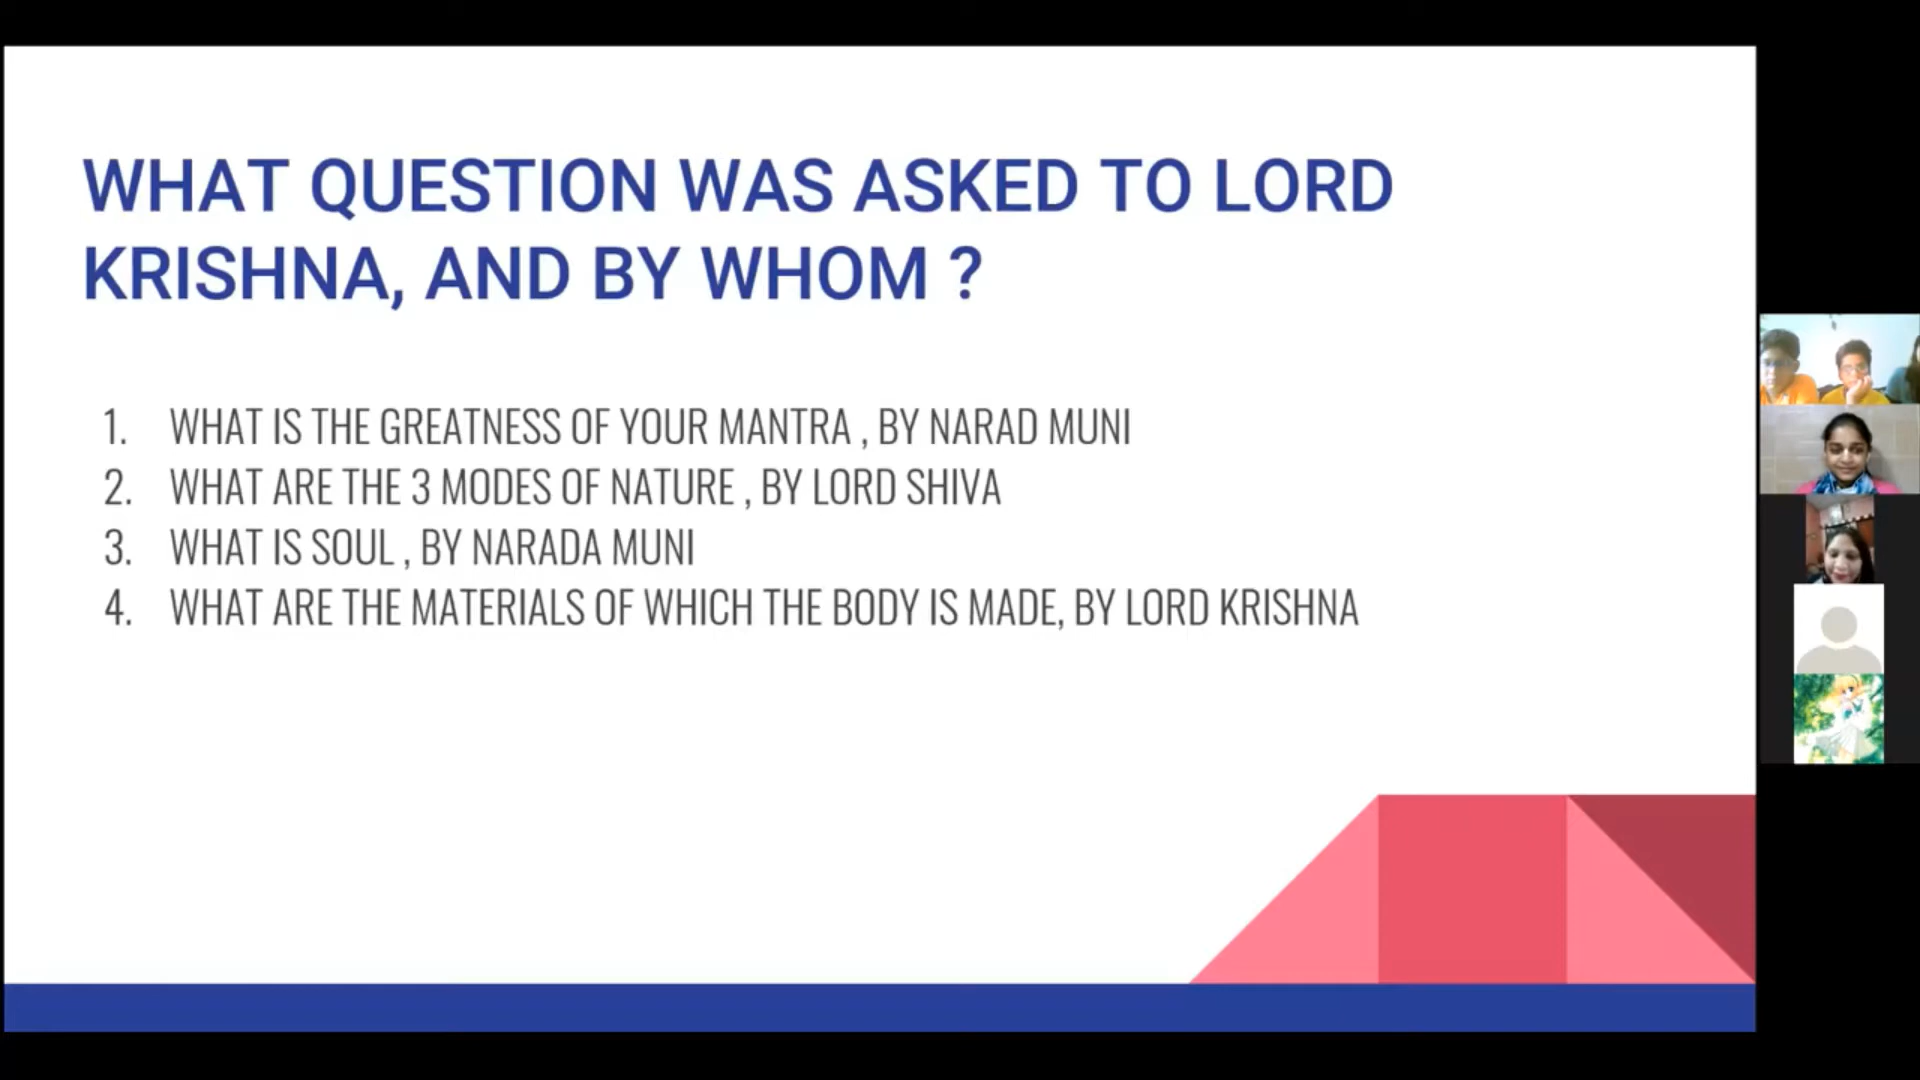 WHAT QUESTION WAS ASKED TO LORD
KRISHNA, AND BY WHOM ?
1. WHAT IS THE GREATNESS OF YOUR MANTRA , BY NARAD MUNI
2. WHAT ARE THE 3 MODES OF NATURE , BY LORD SHIVA
3. WHAT IS SOUL , BY NARADA MUNI
4. WHAT ARE THE MATERIALS OF WHICH THE BODY IS MADE, BY LORD KRISHNA